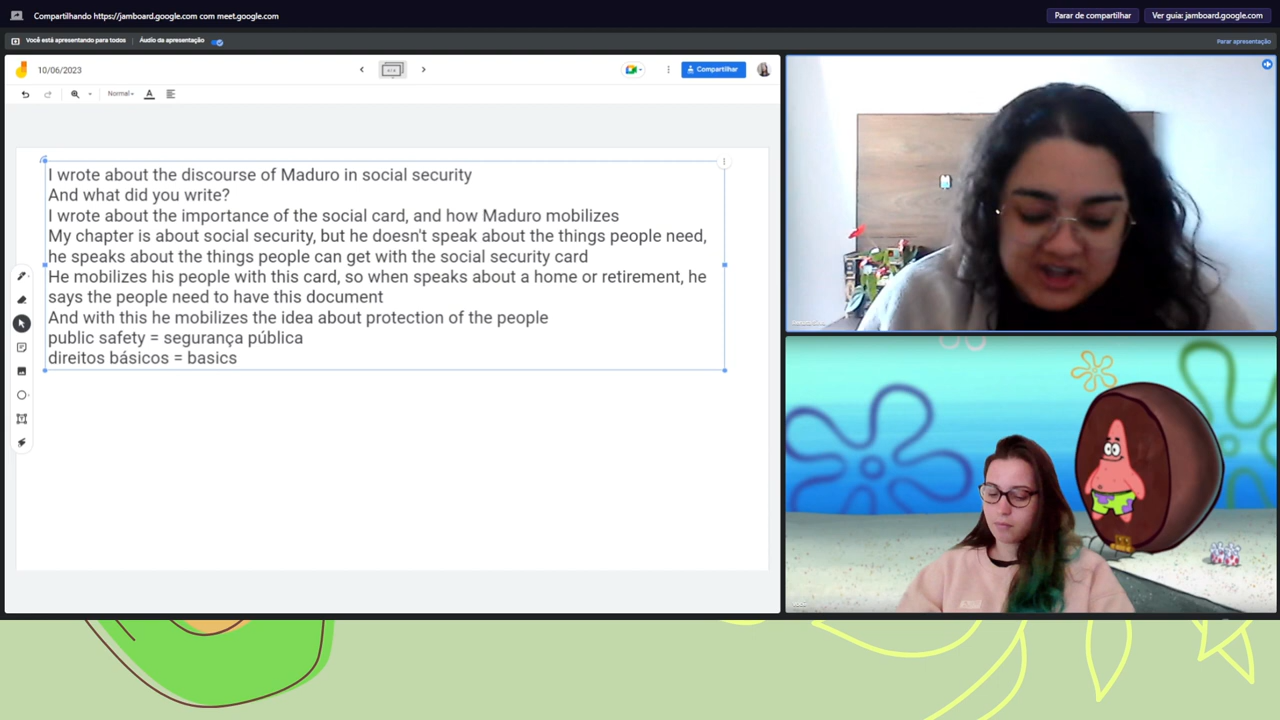 Compartilhando https://jamboard.google.com com meet.google.com
Parar de compartilhar
Ver guia: jamboard.google.com
Você está apresentando para todos
Áudio da apresentação
Parar apresentação
10/06/2023
Compartilhar
Normal
I wrote about the discourse of Maduro in social security
And what did you write?
I wrote about the importance of the social card, and how Maduro mobilizes
My chapter is about social security, but he doesn't speak about the things people need,
he speaks about the things people can get with the social security card
He mobilizes his people with this card, so when speaks about a home or retirement, he
says the people need to have this document
And with this he mobilizes the idea about protection of the people
public safety = segurança pública
direitos básicos = basics